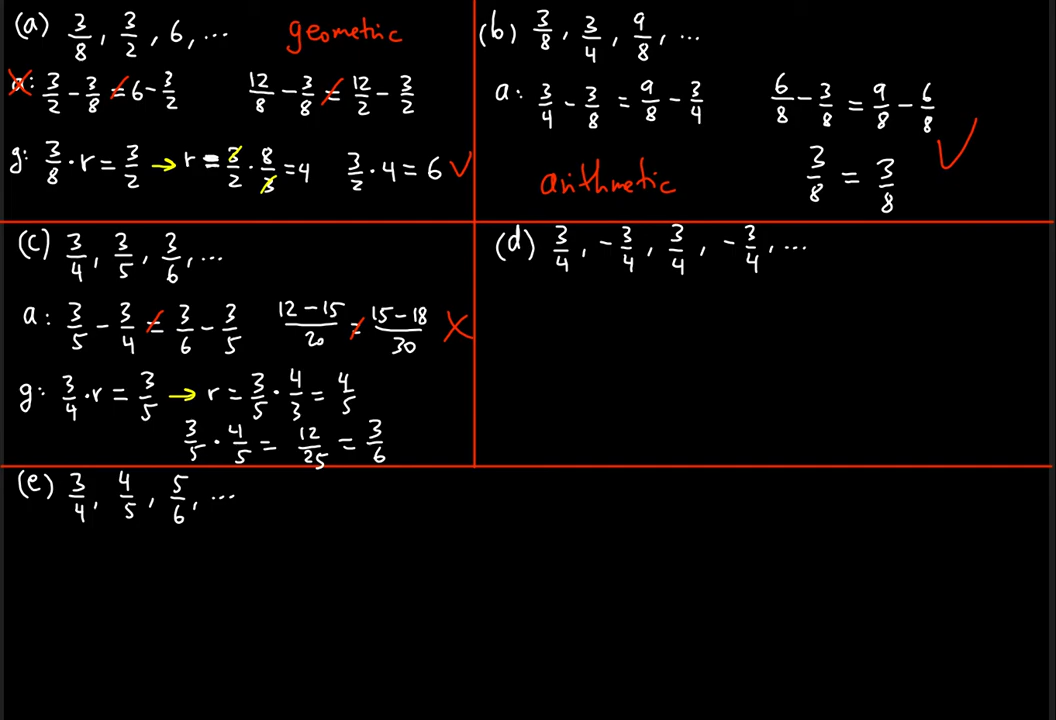 (a) 3/8, 3/2, 6, ... geometric
a: 3/2 - 3/8 ≠ 6 - 3/2 12/8 - 3/8 ≠ 12/2 - 3/2
g: 3/8 · r = 3/2 → r = 3/2 · 8/3 = 4 3/2 · 4 = 6 ✓
(b) 3/8, 3/4, 9/8, ...
a: 3/4 - 3/8 = 9/8 - 3/4 6/8 - 3/8 = 9/8 - 6/8 ✓
arithmetic 3/8 = 3/8
(c) 3/4, 3/5, 3/6, ...
a: 3/5 - 3/4 ≠ 3/6 - 3/5 (12-15)/20 ≠ (15-18)/30 ✗
g: 3/4 · r = 3/5 → r = 3/5 · 4/3 = 4/5
3/5 · 4/5 = 12/25 = 3/6
(d) 3/4, -3/4, 3/4, -3/4, ...
(e) 3/4, 4/5, 5/6, ...